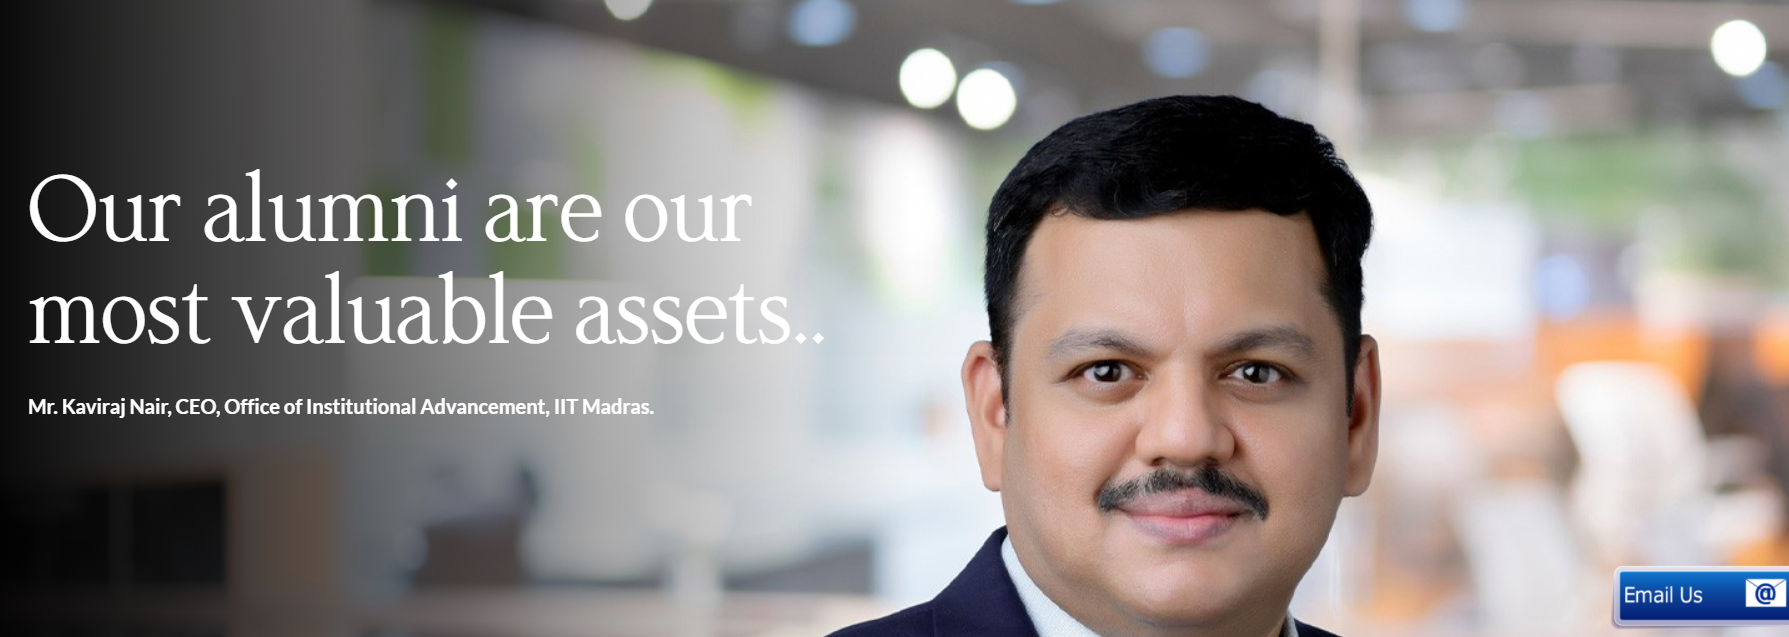 Our alumni are our
most valuable assets..
Mr. Kaviraj Nair, CEO, Office of Institutional Advancement, IIT Madras.
Email Us